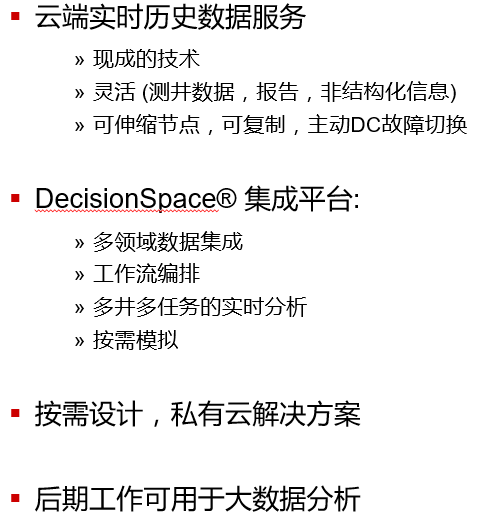 ▪ 云端实时历史数据服务
» 现成的技术
» 灵活 (测井数据，报告，非结构化信息)
» 可伸缩节点，可复制，主动DC故障切换
▪ DecisionSpace® 集成平台:
» 多领域数据集成
» 工作流编排
» 多井多任务的实时分析
» 按需模拟
▪ 按需设计，私有云解决方案
▪ 后期工作可用于大数据分析